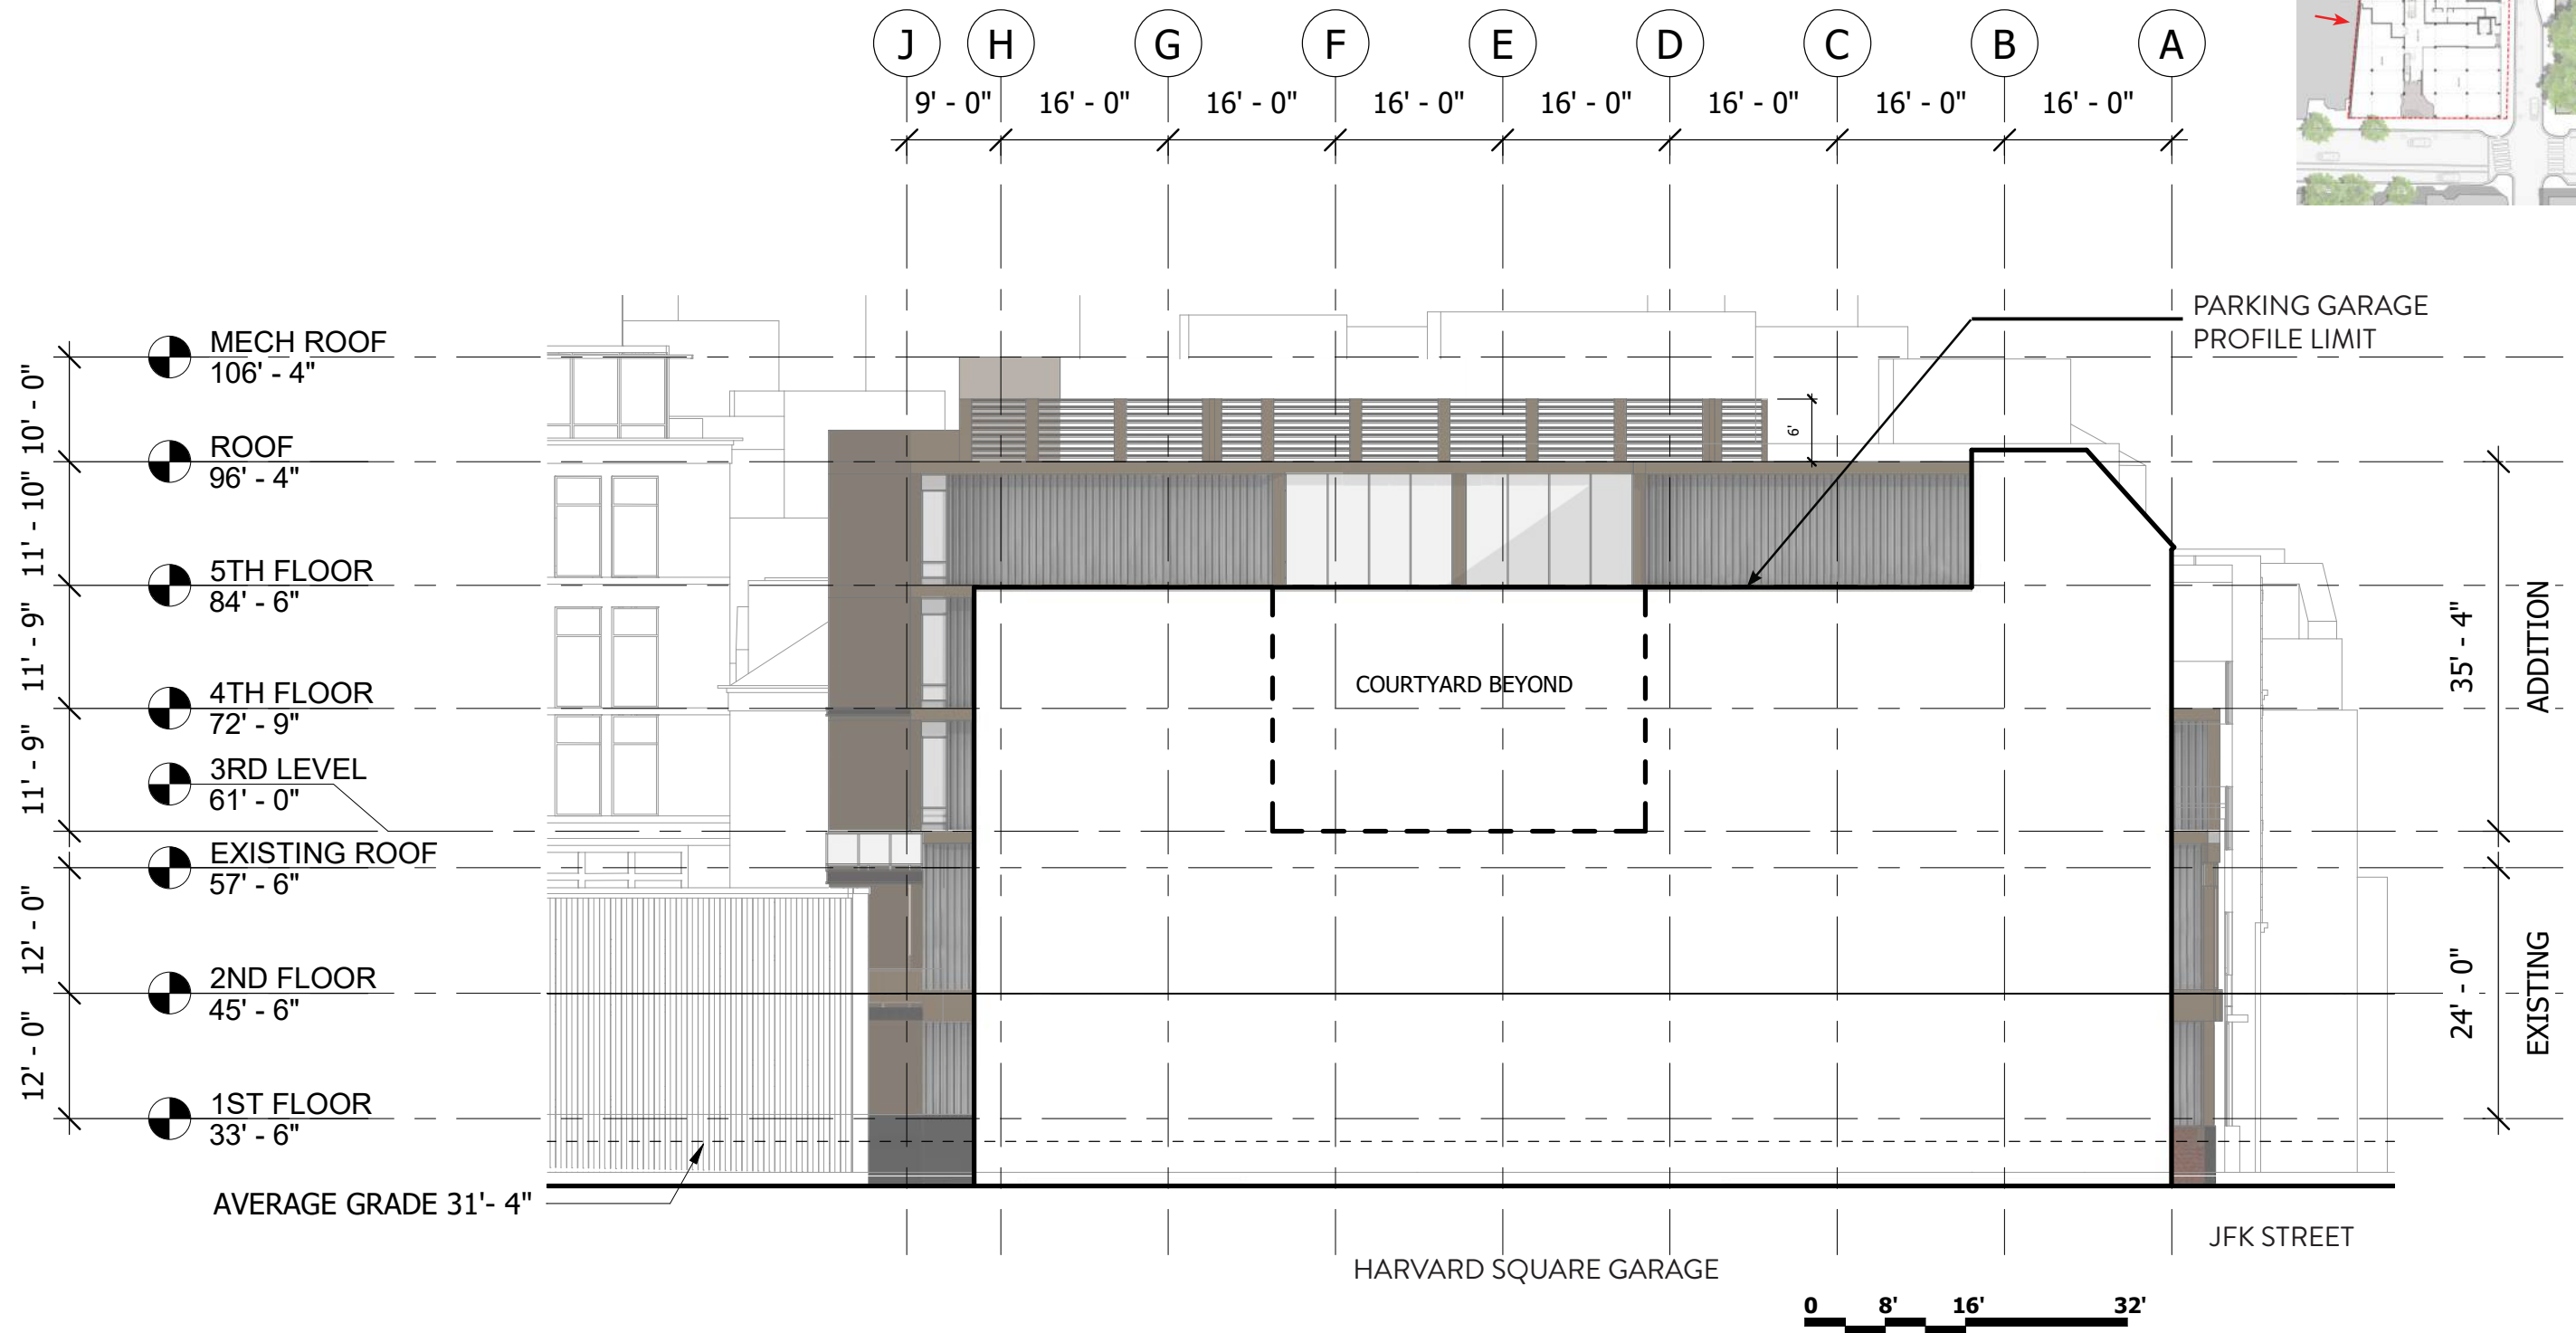 J H G F E D C B A
9' - 0" 16' - 0" 16' - 0" 16' - 0" 16' - 0" 16' - 0" 16' - 0" 16' - 0"
PARKING GARAGE
PROFILE LIMIT
MECH ROOF
106' - 4"
10' - 0"
6'
ROOF
96' - 4"
11' - 10"
5TH FLOOR
84' - 6"
11' - 9"
COURTYARD BEYOND
35' - 4"
ADDITION
4TH FLOOR
72' - 9"
11' - 9"
3RD LEVEL
61' - 0"
EXISTING ROOF
57' - 6"
12' - 0"
24' - 0"
EXISTING
2ND FLOOR
45' - 6"
12' - 0"
1ST FLOOR
33' - 6"
AVERAGE GRADE 31'- 4"
JFK STREET
HARVARD SQUARE GARAGE
0 8' 16' 32'